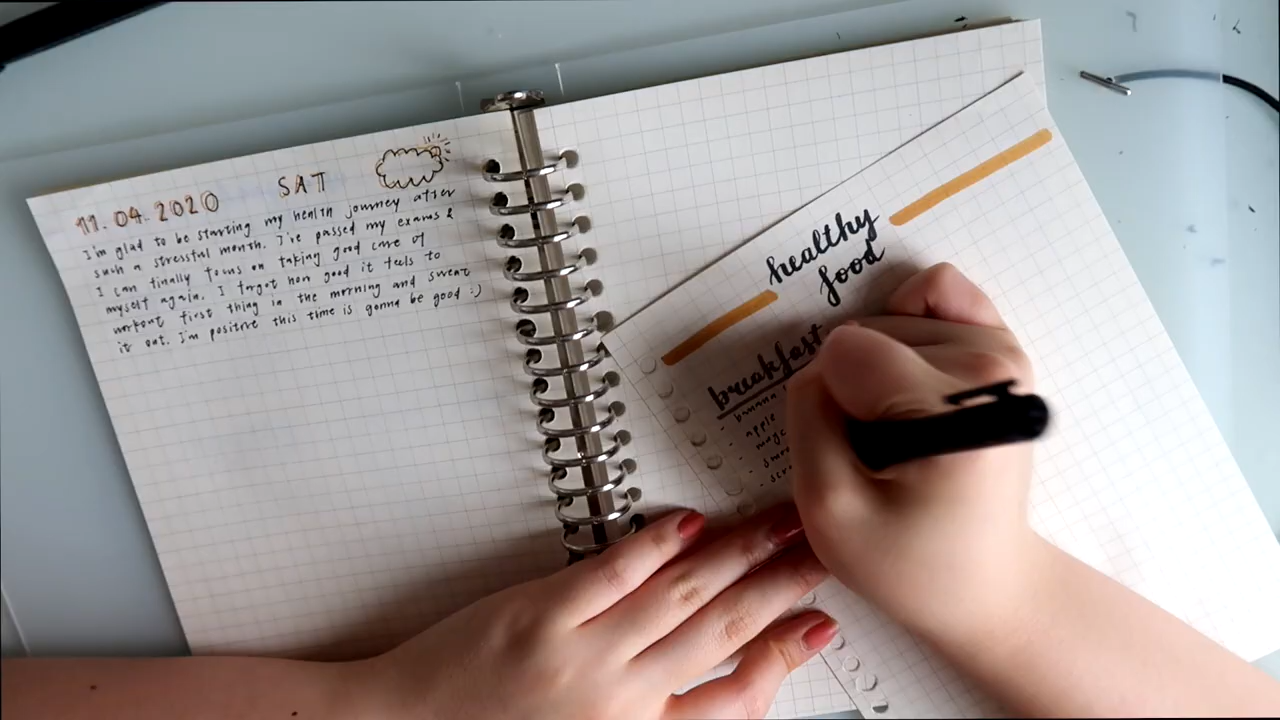 11.04.2020 SAT
I'm glad to be starting my health journey after
such a stressful month. I've passed my exams &
I can finally focus on taking good care of
myself again. I forgot how good it feels to
workout first thing in the morning and sweat
it out. I'm positive this time is gonna be good :)
healthy
food
breakfast
- banana
- apple
-
-